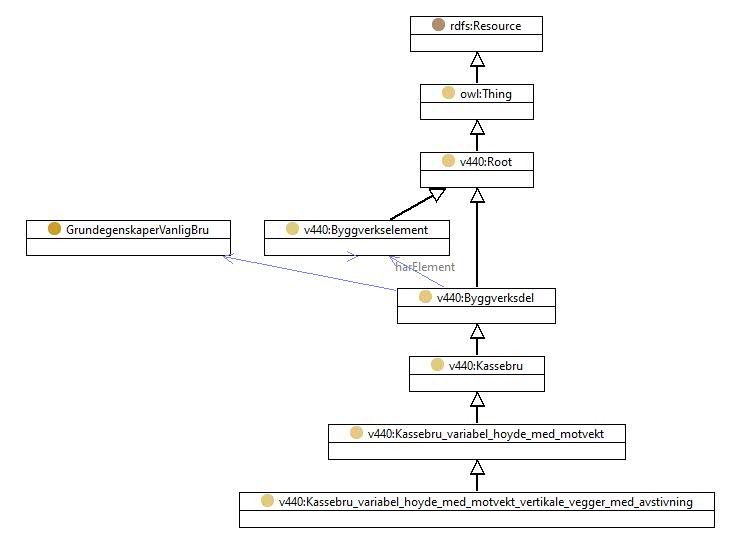 rdfs:Resource
owl:Thing
v440:Root
GrundegenskaperVanligBru
v440:Byggverkselement
harElement
v440:Byggverksdel
v440:Kassebru
v440:Kassebru_variabel_hoyde_med_motvekt
v440:Kassebru_variabel_hoyde_med_motvekt_vertikale_vegger_med_avstivning